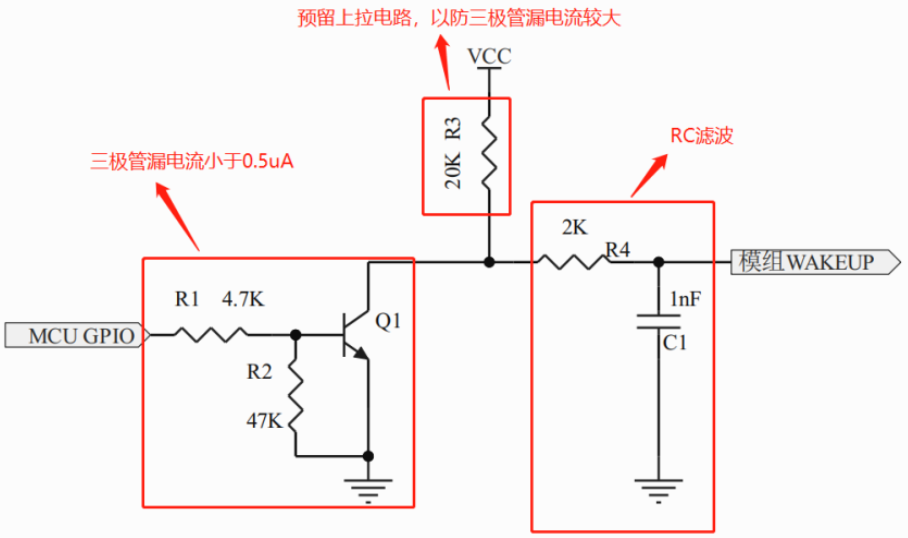 预留上拉电路，以防三极管漏电流较大
VCC
20K R3
RC滤波
三极管漏电流小于0.5uA
2K
R4
模组WAKEUP
R1 4.7K
1nF
Q1
MCU GPIO
C1
R2
47K